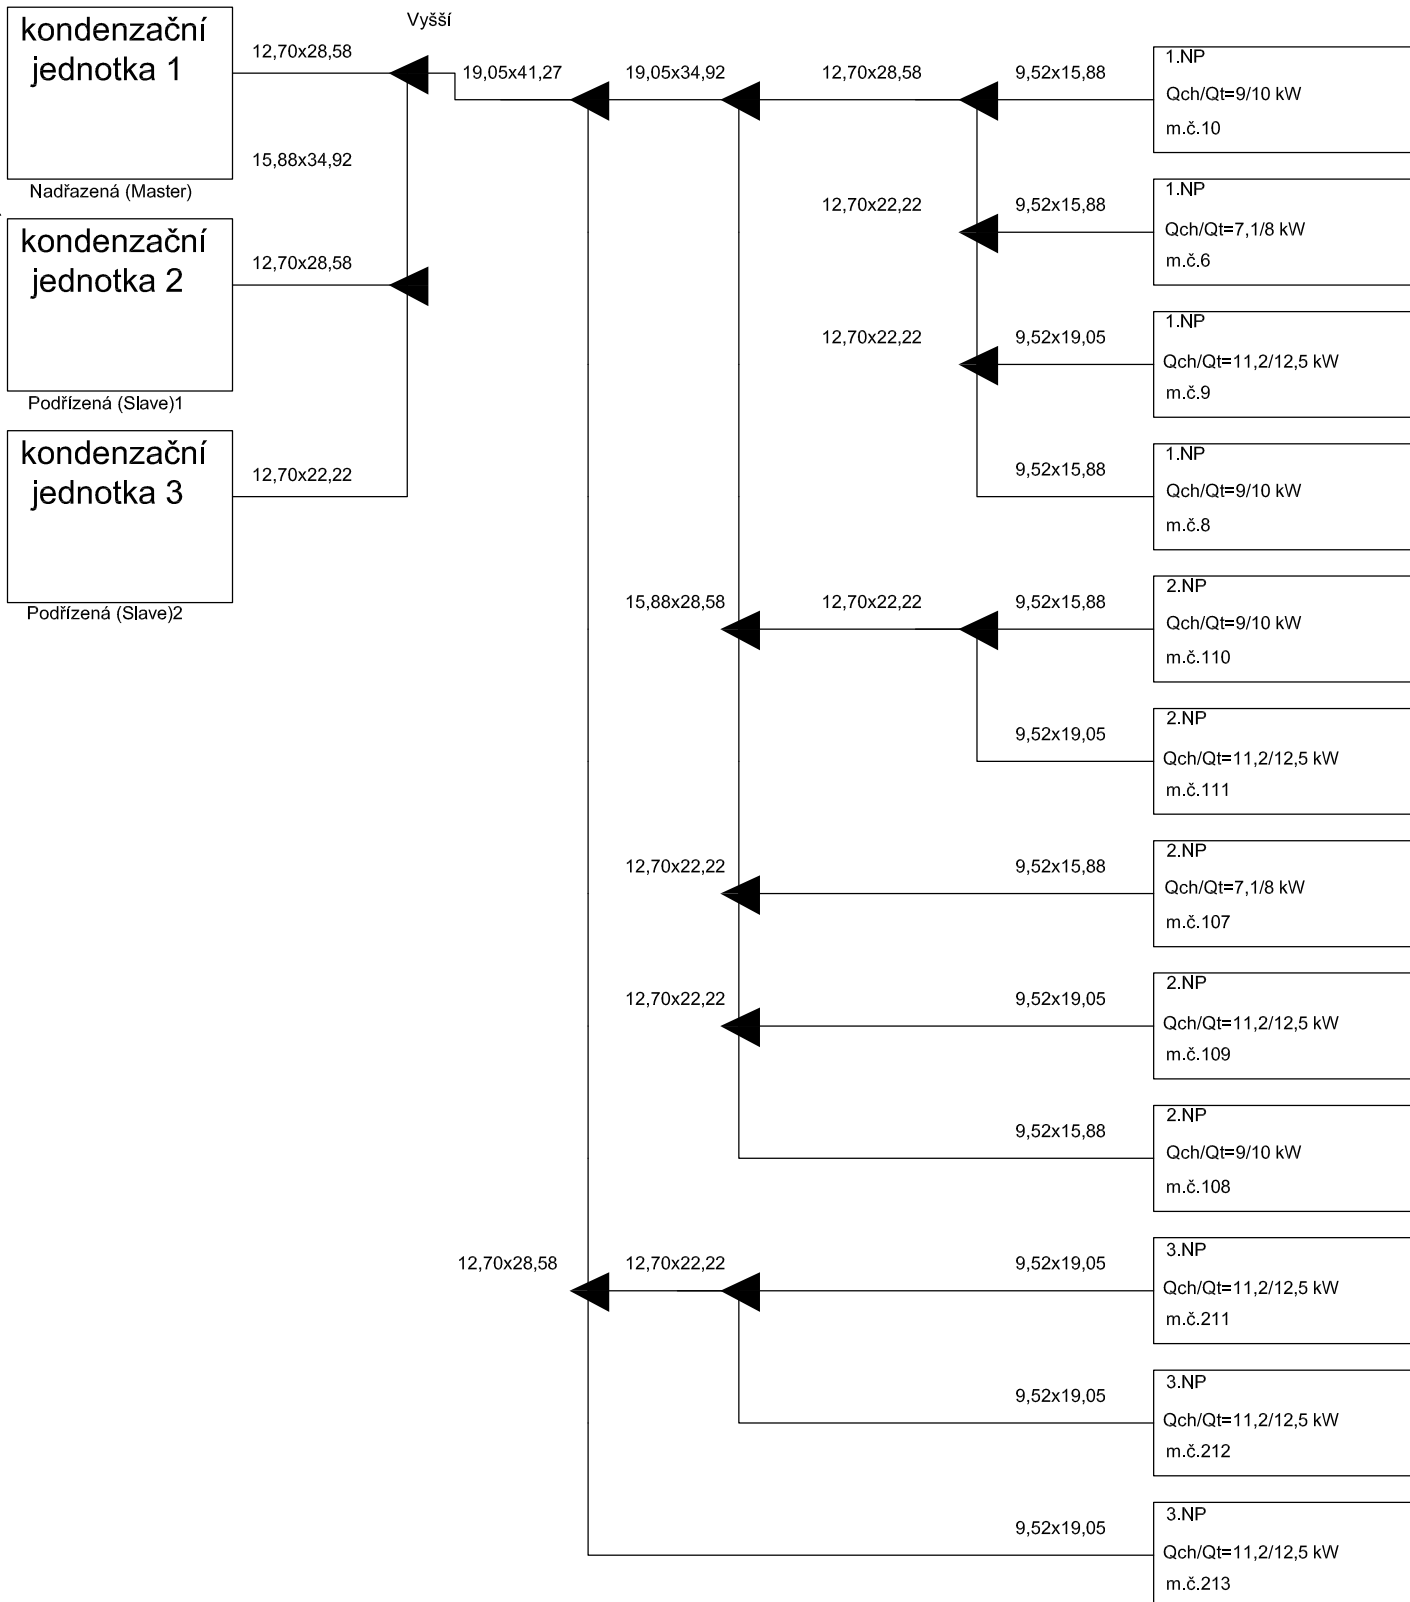 kondenzační
jednotka 1
Nadřazená (Master)
kondenzační
jednotka 2
Podřízená (Slave)1
kondenzační
jednotka 3
Podřízená (Slave)2
12,70x28,58
15,88x34,92
12,70x28,58
12,70x22,22
Vyšší
19,05x41,27
19,05x34,92
12,70x28,58
9,52x15,88
1.NP
Qch/Qt=9/10 kW
m.č.10
12,70x22,22
9,52x15,88
1.NP
Qch/Qt=7,1/8 kW
m.č.6
12,70x22,22
9,52x19,05
1.NP
Qch/Qt=11,2/12,5 kW
m.č.9
9,52x15,88
1.NP
Qch/Qt=9/10 kW
m.č.8
15,88x28,58
12,70x22,22
9,52x15,88
2.NP
Qch/Qt=9/10 kW
m.č.110
9,52x19,05
2.NP
Qch/Qt=11,2/12,5 kW
m.č.111
12,70x22,22
9,52x15,88
2.NP
Qch/Qt=7,1/8 kW
m.č.107
12,70x22,22
9,52x19,05
2.NP
Qch/Qt=11,2/12,5 kW
m.č.109
9,52x15,88
2.NP
Qch/Qt=9/10 kW
m.č.108
12,70x28,58
12,70x22,22
9,52x19,05
3.NP
Qch/Qt=11,2/12,5 kW
m.č.211
9,52x19,05
3.NP
Qch/Qt=11,2/12,5 kW
m.č.212
9,52x19,05
3.NP
Qch/Qt=11,2/12,5 kW
m.č.213